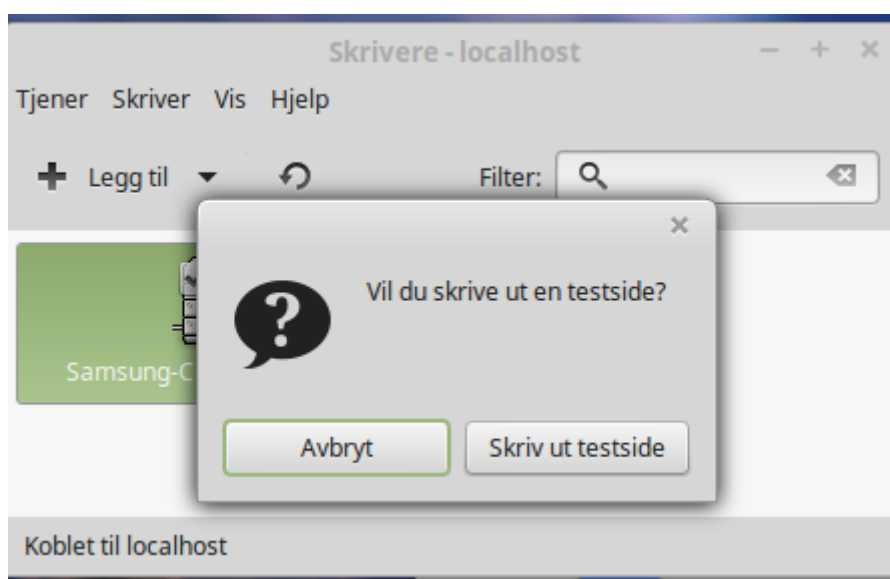 Skrivere - localhost
Tjener Skriver Vis Hjelp
Legg til Filter:
Vil du skrive ut en testside?
Samsung-C
Avbryt Skriv ut testside
Koblet til localhost